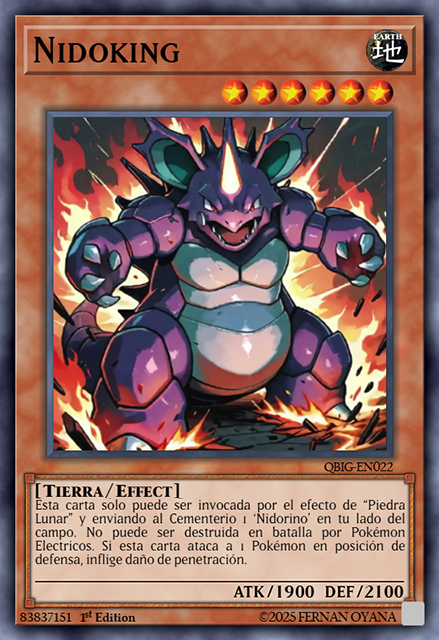 NIDOKING
EARTH
地
QBIG-EN022
[TIERRA/EFFECT]
Esta carta solo puede ser invocada por el efecto de “Piedra
Lunar” y enviando al Cementerio 1 ‘Nidorino’ en tu lado del
campo. No puede ser destruida en batalla por Pokémon
Electricos. Si esta carta ataca a 1 Pokémon en posición de
defensa, inflige daño de penetración.
ATK/1900 DEF/2100
83837151 1st Edition ©2025 FERNAN OYANA